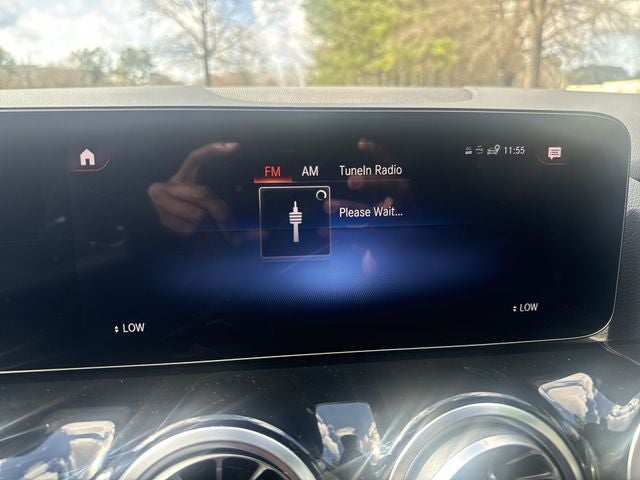 FM AM TuneIn Radio
11:55
Please Wait...
LOW
LOW